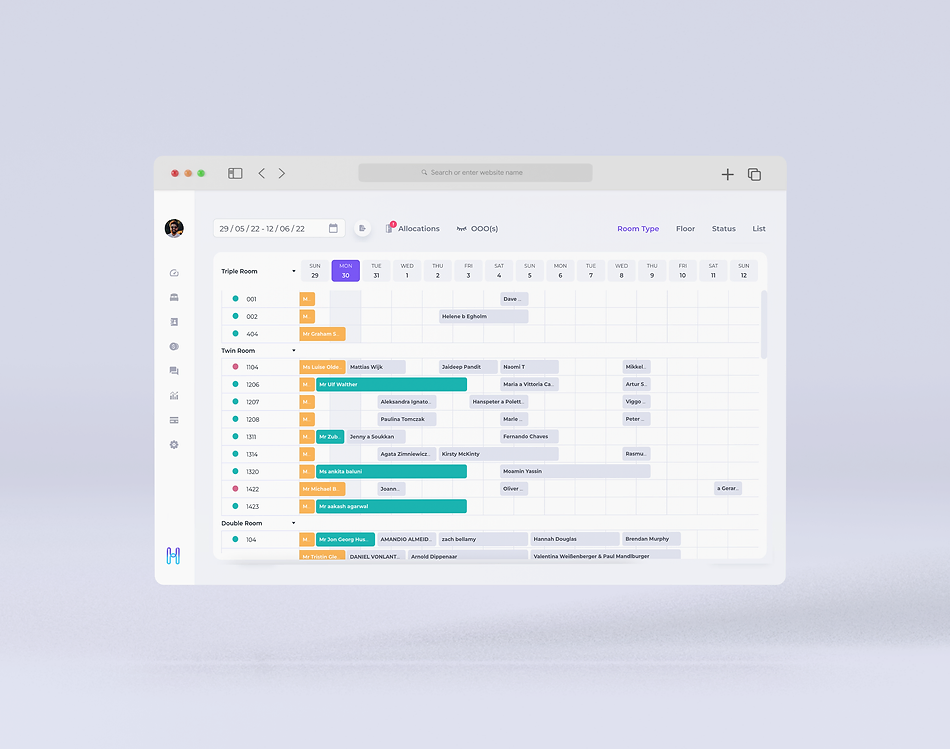 Search or enter website name
29 / 05 / 22 - 12 / 06 / 22 Allocations OOO(s) Room Type Floor Status List
Triple Room SUN MON TUE WED THU FRI SAT SUN MON TUE WED THU FRI SAT SUN
29 30 31 1 2 3 4 5 6 7 8 9 10 11 12
001 M.. Dave ...
002 M.. Helene b Egholm
404 Mr Graham S...
Twin Room
1104 Ms Luise Olde.. Mattias Wijk Jaideep Pandit Naomi T Mikkel..
1206 M.. Mr Ulf Walther Maria a Vittoria Ca.. Artur S..
1207 M.. Aleksandra Ignato.. Hanspeter a Polett.. Viggo ..
1208 M.. Paulina Tomczak Marie .. Peter..
1311 M.. Mr Zub.. Jenny a Soukkan Fernando Chaves
1314 M.. Agata Zimniewicz.. Kirsty McKinty Rasmu..
1320 M.. Ms ankita baluni Moamin Yassin
1422 Mr Michael B.. Joann.. Oliver .. a Gerar..
1423 M.. Mr aakash agarwal
Double Room
104 M.. Mr Jon Georg Hus.. AMANDIO ALMEID.. zach bellamy Hannah Douglas Brendan Murphy
Mr Tristin Gle.. DANIEL VONLANT.. Arnold Dippenaar Valentina Weißenberger & Paul Mandlburger